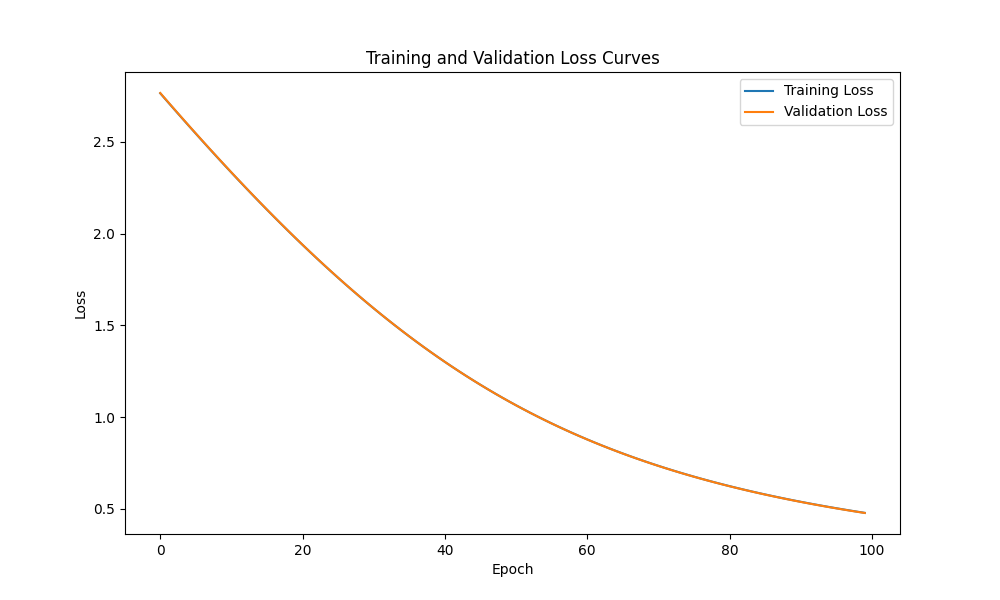 Training and Validation Loss Curves
Training Loss
Validation Loss
2.5
2.0
1.5
1.0
0.5
Loss
0 20 40 60 80 100
Epoch